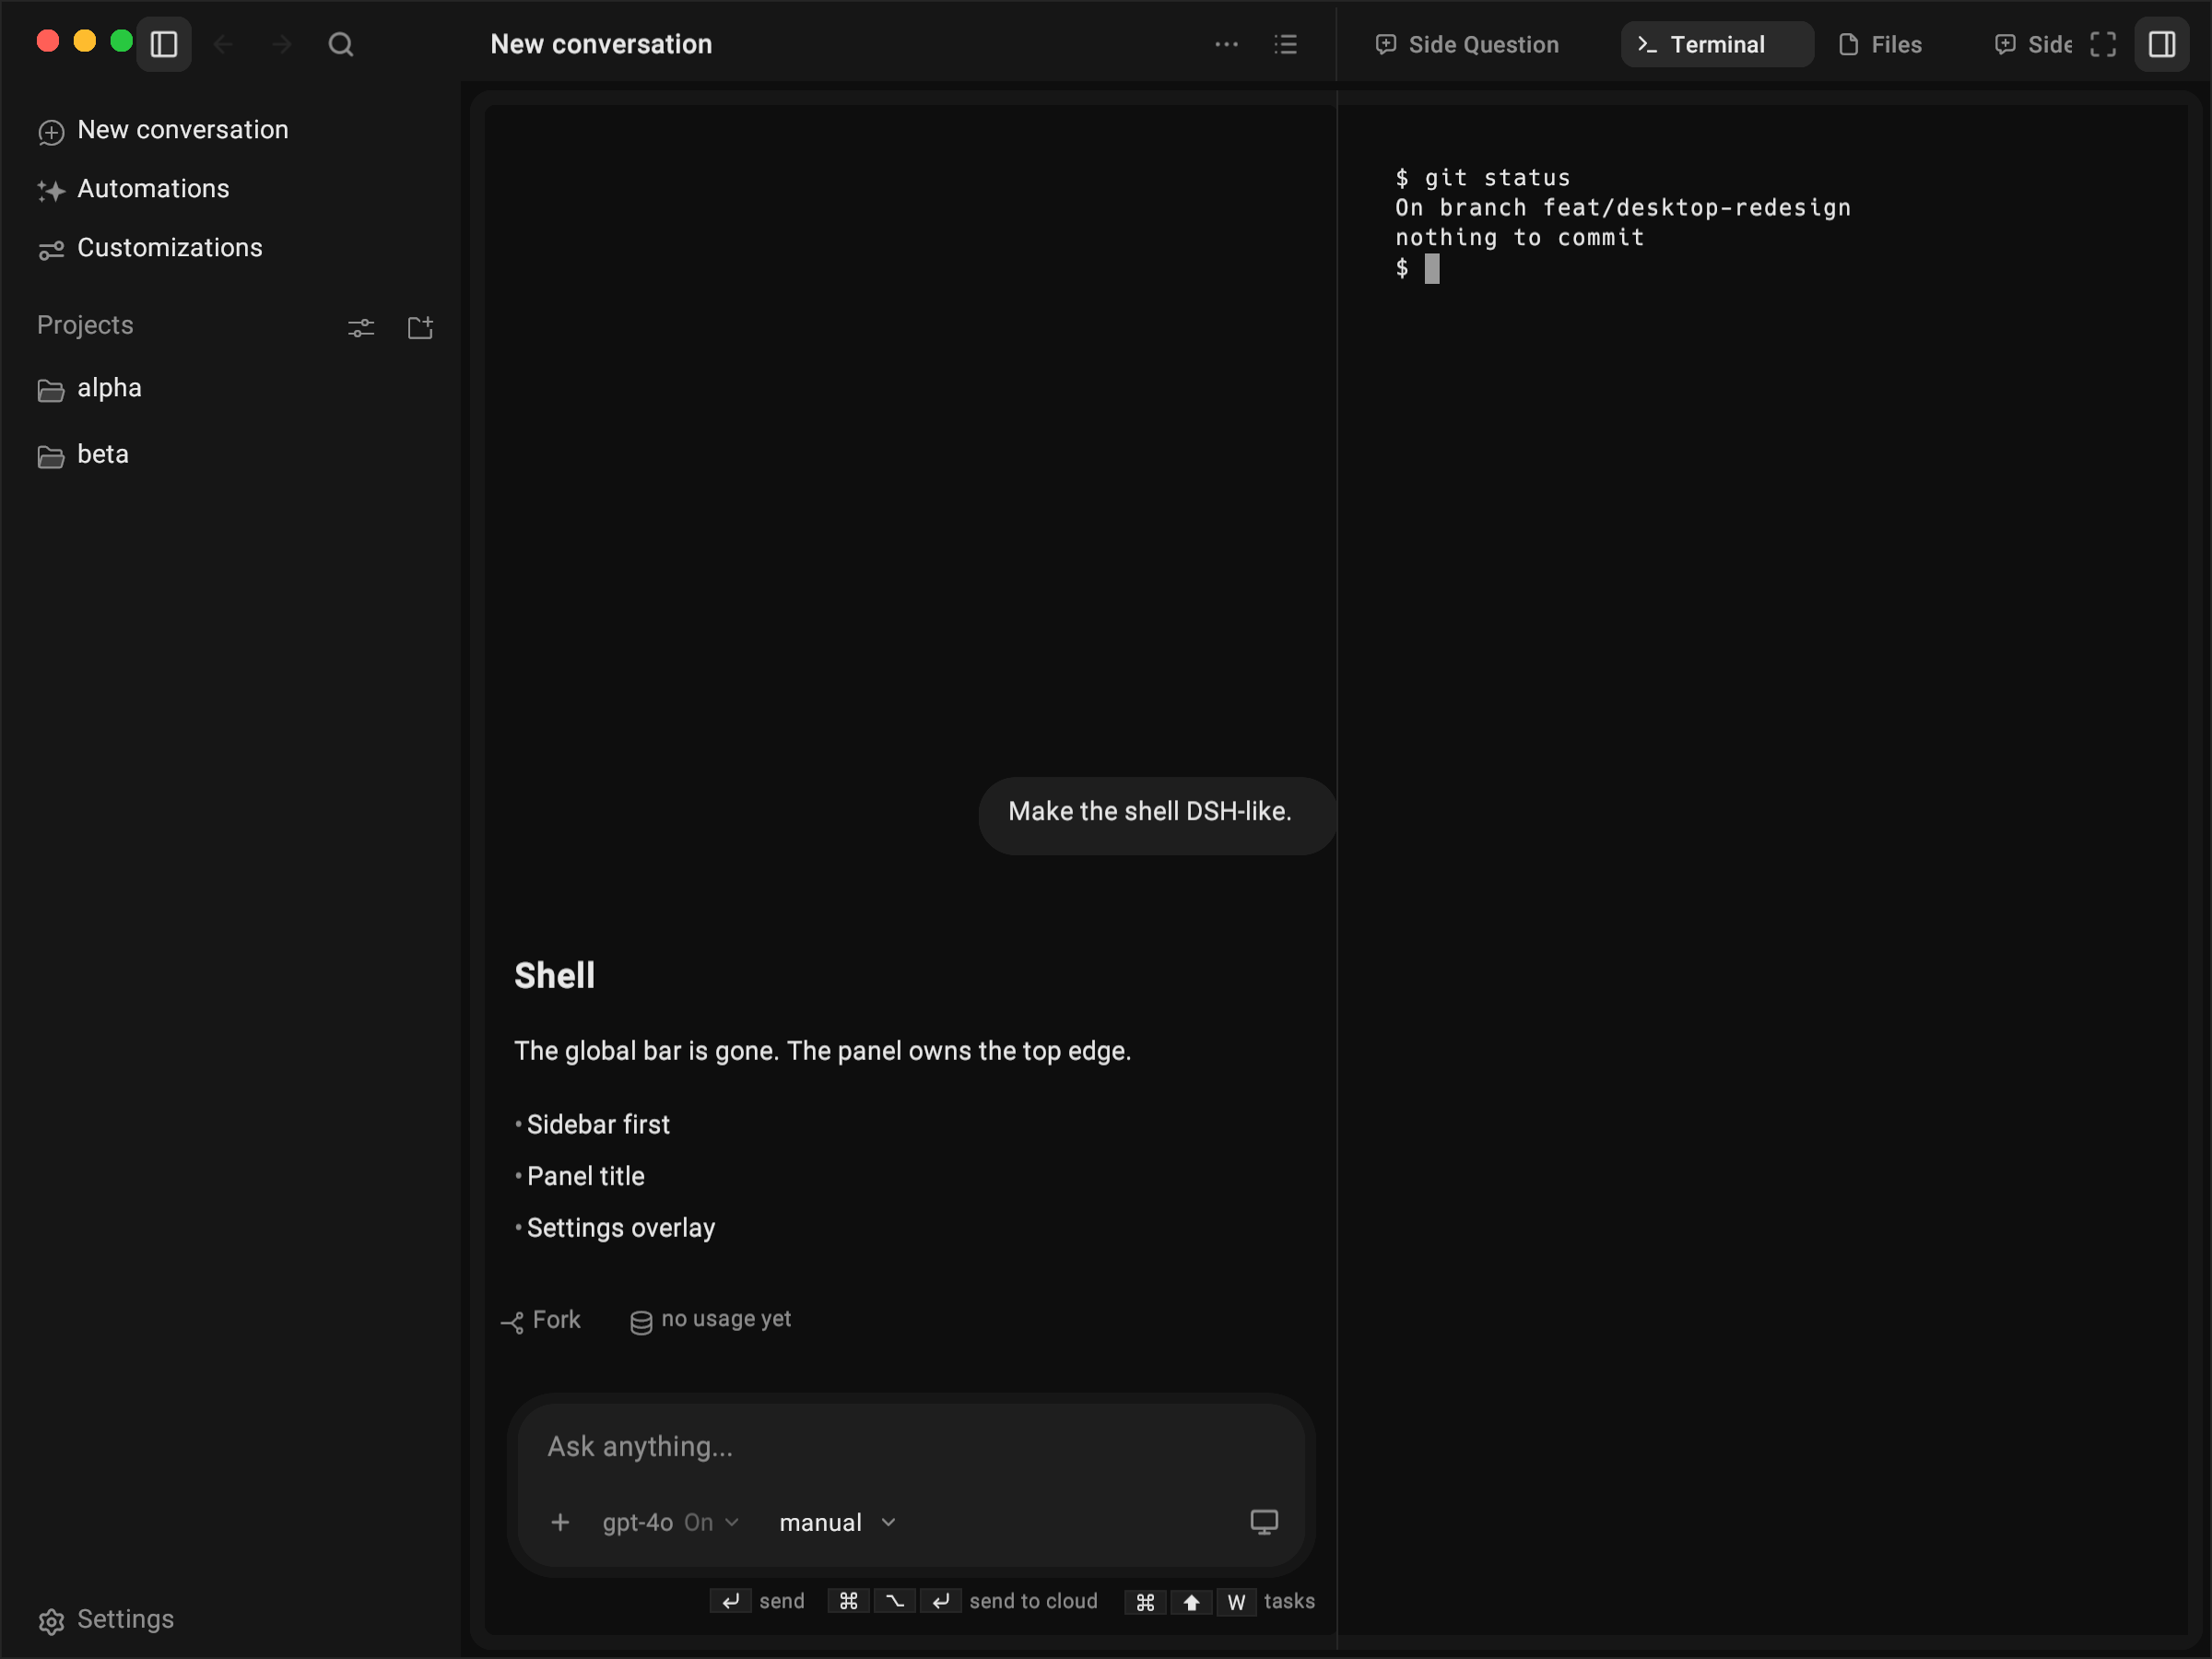 New conversation
Side Question
Terminal
Files
Side
New conversation
Automations
Customizations
Projects
alpha
beta
Settings
Make the shell DSH-like.
Shell
The global bar is gone. The panel owns the top edge.
• Sidebar first
• Panel title
• Settings overlay
Fork
no usage yet
Ask anything...
+ gpt-4o On manual
↵ send ⌘ ⌥ ↵ send to cloud ⌘ ⬆ W tasks
$ git status
On branch feat/desktop-redesign
nothing to commit
$